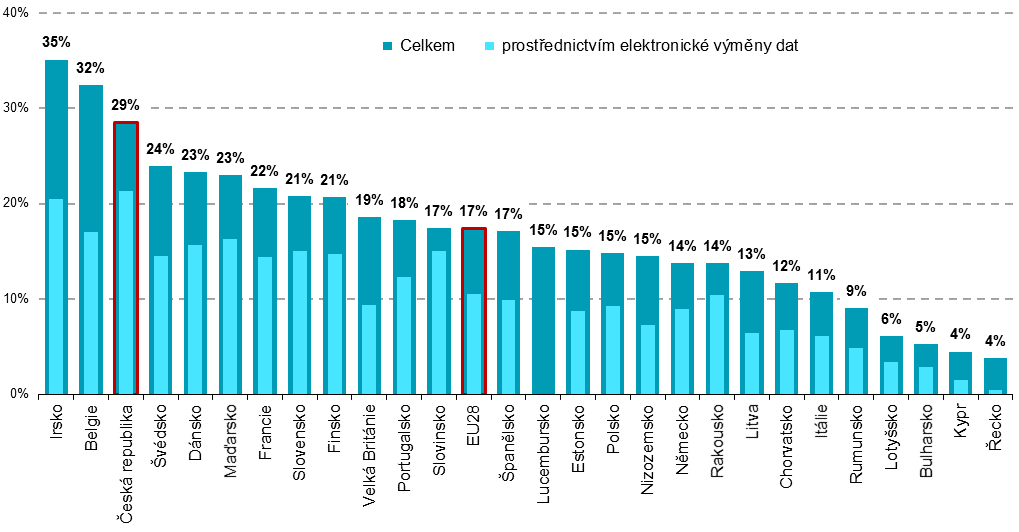 40%
Celkem
prostřednictvím elektronické výměny dat
35%
32%
29%
24%
23%
23%
22%
21%
21%
19%
18%
17%
17%
17%
15%
15%
15%
15%
14%
14%
13%
12%
11%
9%
6%
5%
4%
4%
30%
20%
10%
0%
Irsko
Belgie
Česká republika
Švédsko
Dánsko
Maďarsko
Francie
Slovensko
Finsko
Velká Británie
Portugalsko
Slovinsko
EU28
Španělsko
Lucembursko
Estonsko
Polsko
Nizozemsko
Německo
Rakousko
Litva
Chorvatsko
Itálie
Rumunsko
Lotyšsko
Bulharsko
Kypr
Řecko